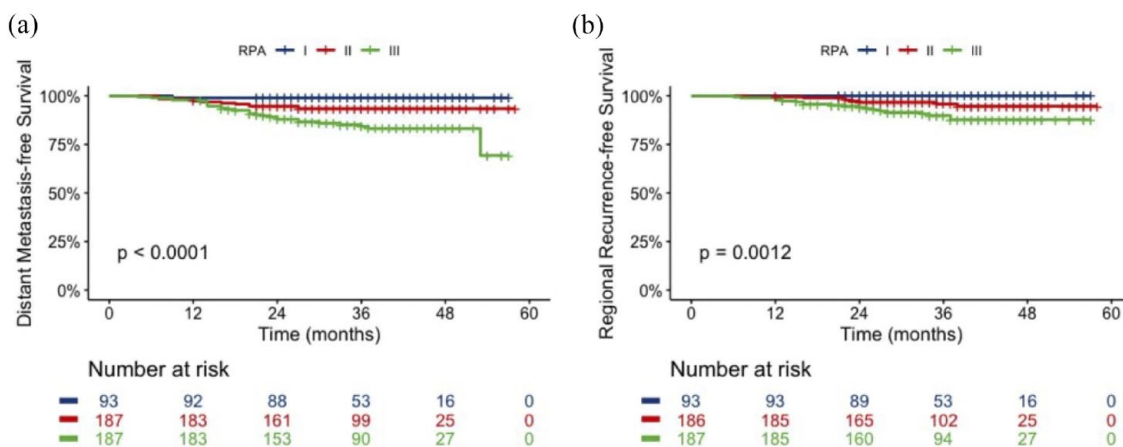 (a)
RPA I II III
Distant Metastasis-free Survival
100%
75%
50%
25%
0%
p < 0.0001
0 12 24 36 48 60
Time (months)
Number at risk
93 92 88 53 16 0
187 183 161 99 25 0
187 183 153 90 27 0
(b)
RPA I II III
Regional Recurrence-free Survival
100%
75%
50%
25%
0%
p = 0.0012
0 12 24 36 48 60
Time (months)
Number at risk
93 93 89 53 16 0
186 185 165 102 25 0
187 185 160 94 27 0